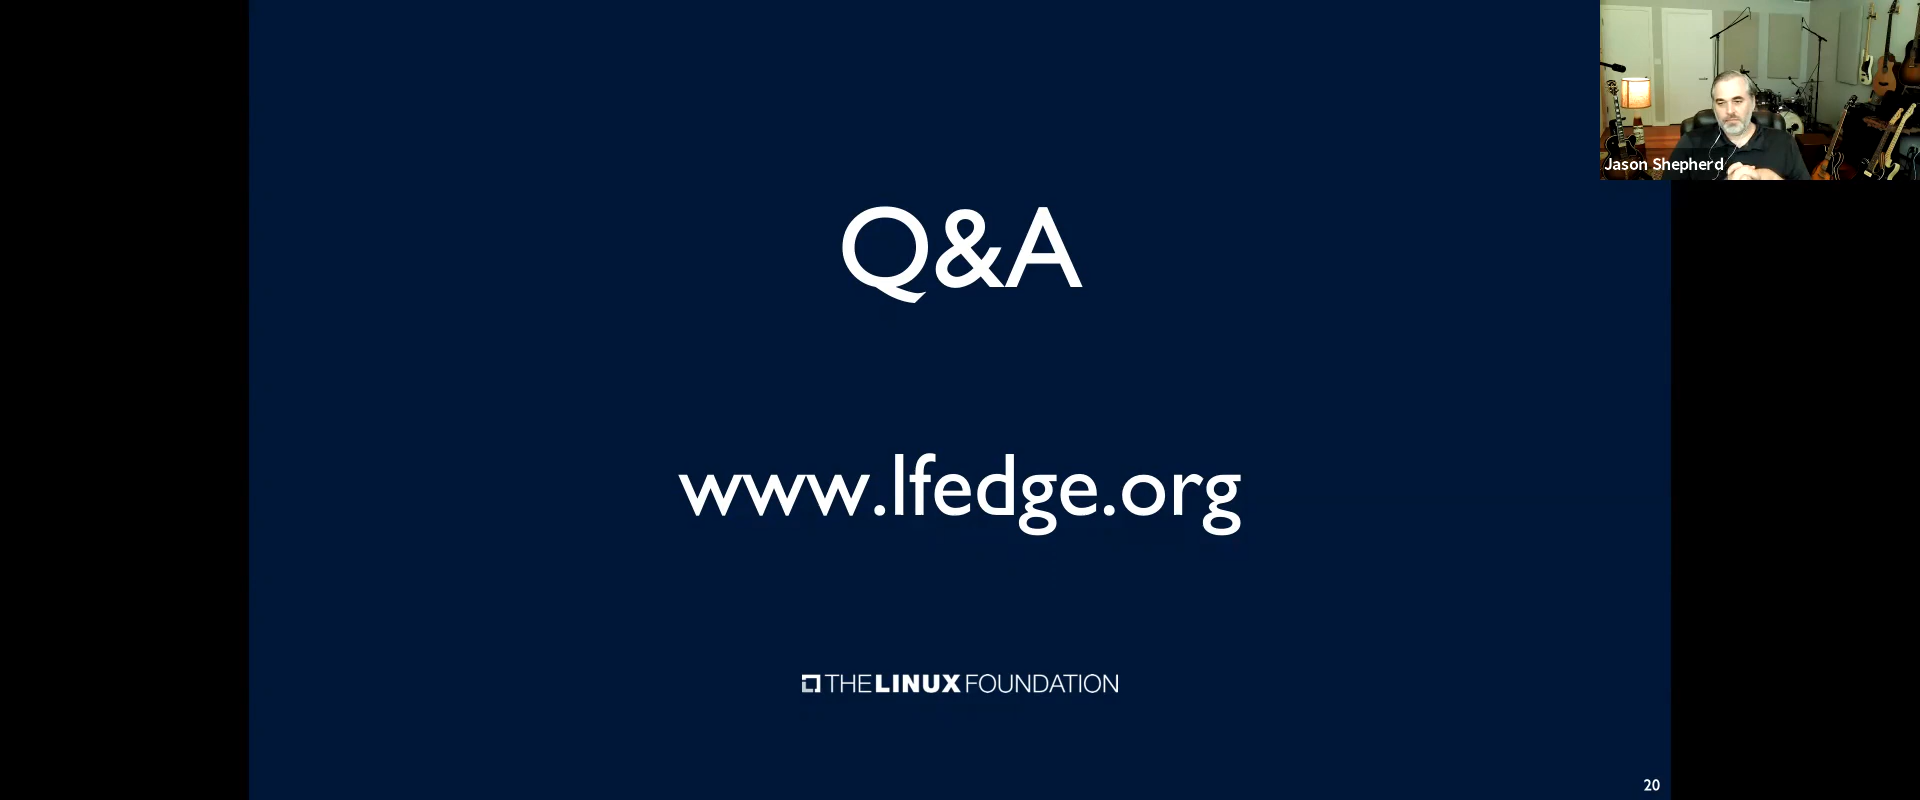 Jason Shepherd
Q&A
www.lfedge.org
THE LINUX FOUNDATION
20